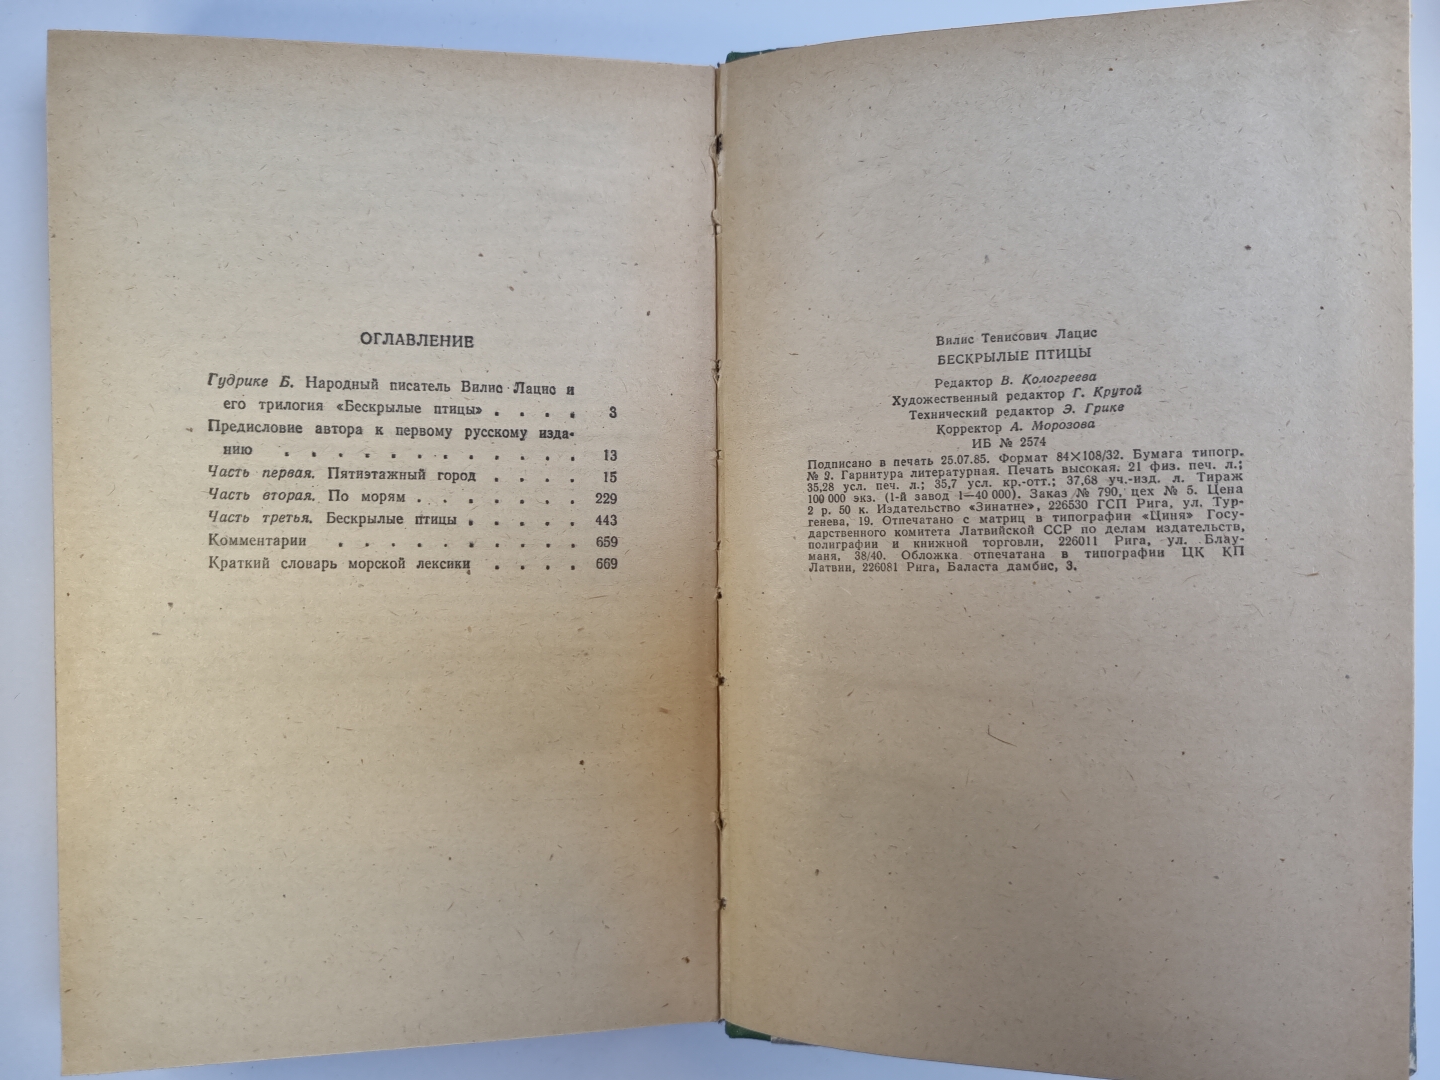 ОГЛАВЛЕНИЕ
Гудрике Б. Народный писатель Вилис Лацис и
его трилогия «Бескрылые птицы» . . . . 3
Предисловие автора к первому русскому изда-
нию . . . . . . . . . . . . 13
Часть первая. Пятиэтажный город . . . . 15
Часть вторая. По морям . . . . . . . 229
Часть третья. Бескрылые птицы . . . . . 443
Комментарии . . . . . . . . . . 659
Краткий словарь морской лексики . . . . 669
Вилис Тенисович Лацис
БЕСКРЫЛЫЕ ПТИЦЫ
Редактор В. Кологреева
Художественный редактор Г. Крутой
Технический редактор Э. Грике
Корректор А. Морозова
ИБ № 2574
Подписано в печать 25.07.85. Формат 84×108/32. Бумага типогр.
№ 2. Гарнитура литературная. Печать высокая. 21 физ. печ. л.;
35,28 усл. печ. л.; 35,7 усл. кр.-отт.; 37,68 уч.-изд. л. Тираж
100 000 экз. (1-й завод 1—40 000). Заказ № 790, цех № 5. Цена
2 р. 50 к. Издательство «Зинатне», 226530 ГСП Рига, ул. Тур-
генева, 19. Отпечатано с матриц в типографии «Циня» Госу-
дарственного комитета Латвийской ССР по делам издательств,
полиграфии и книжной торговли, 226011 Рига, ул. Блау-
маня, 38/40. Обложка отпечатана в типографии ЦК КП
Латвии, 226081 Рига, Баласта дамбис, 3.